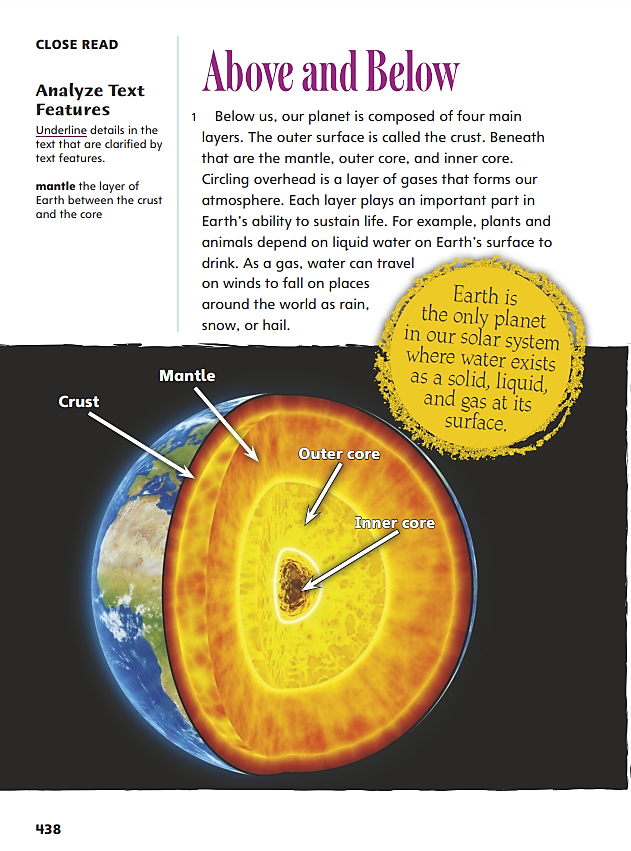 CLOSE READ
Analyze Text
Features
Underline details in the
text that are clarified by
text features.
mantle the layer of
Earth between the crust
and the core
Above and Below
1 Below us, our planet is composed of four main
layers. The outer surface is called the crust. Beneath
that are the mantle, outer core, and inner core.
Circling overhead is a layer of gases that forms our
atmosphere. Each layer plays an important part in
Earth's ability to sustain life. For example, plants and
animals depend on liquid water on Earth's surface to
drink. As a gas, water can travel
on winds to fall on places
around the world as rain,
snow, or hail.
Earth is
the only planet
in our solar system
where water exists
as a solid, liquid,
and gas at its
surface.
Mantle
Crust
Outer core
Inner core
438